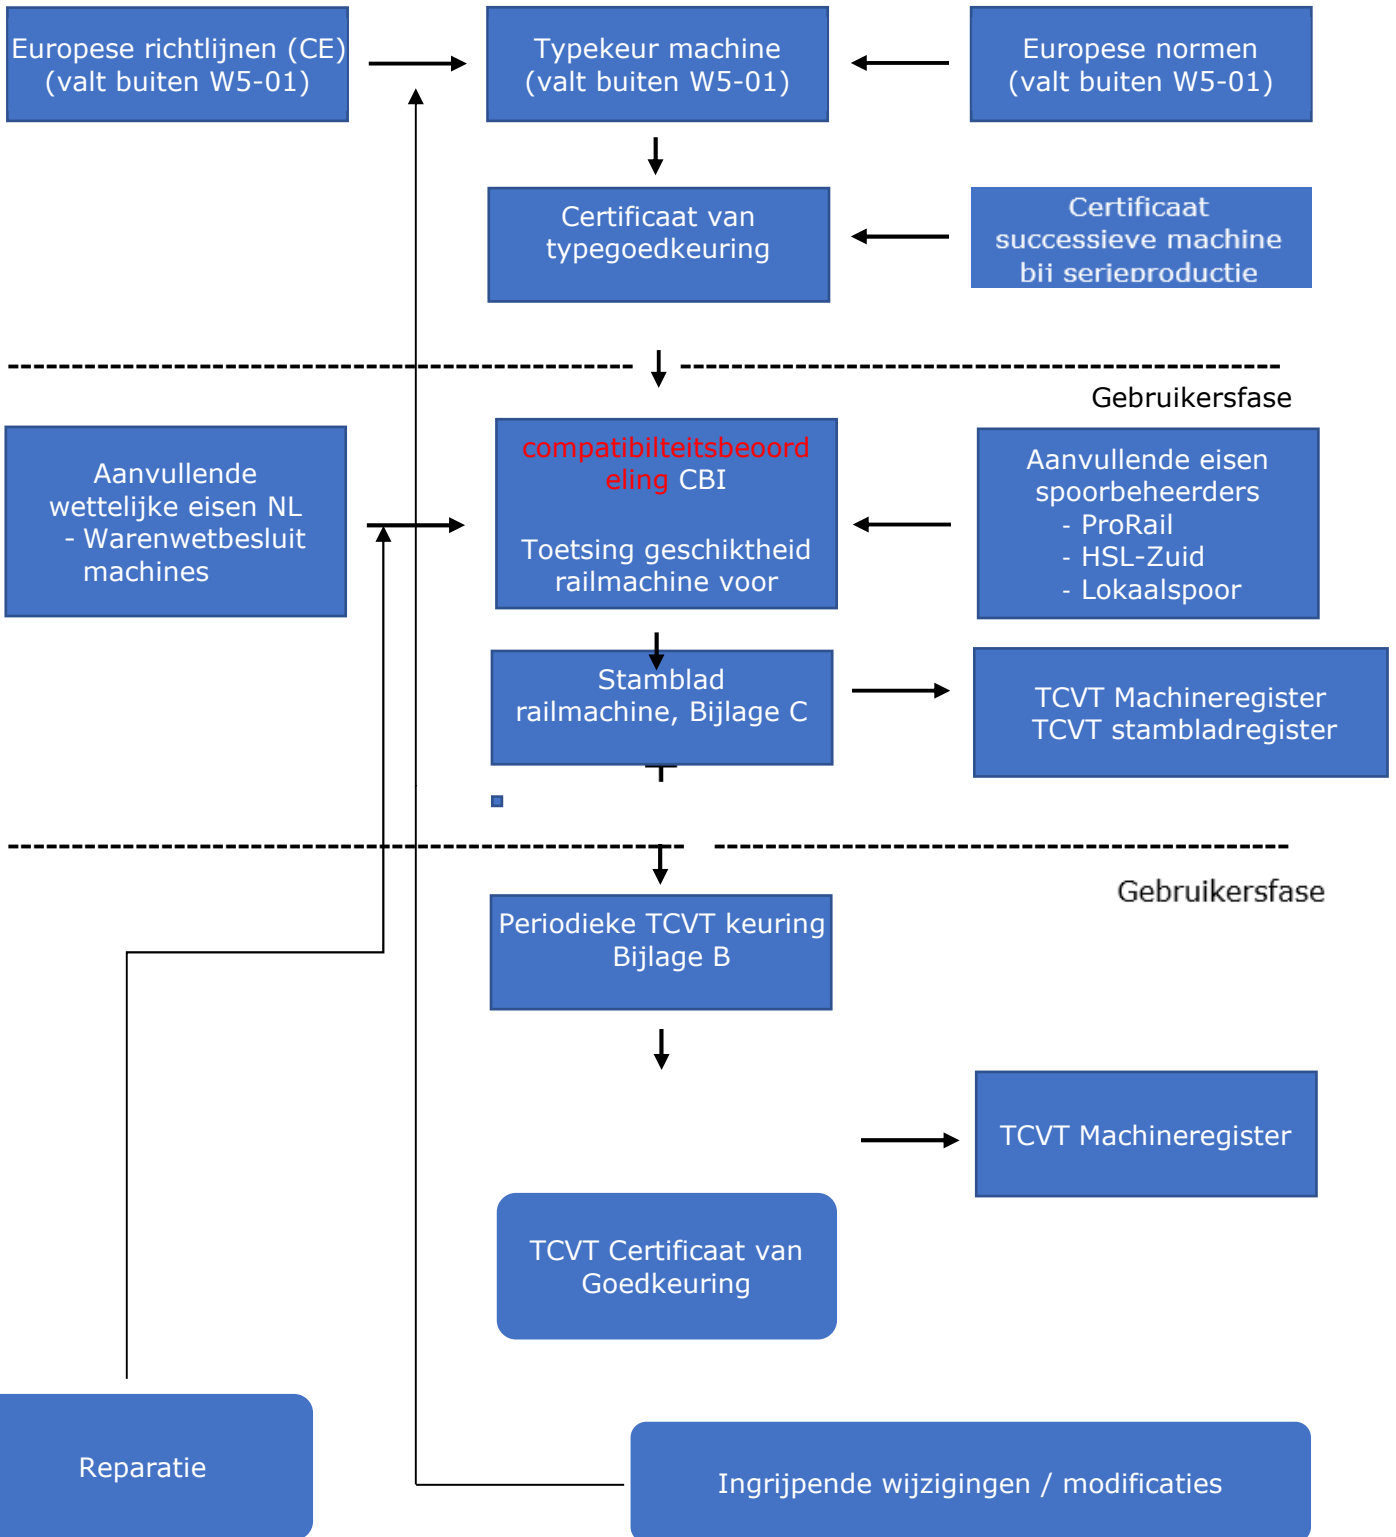 Europese richtlijnen (CE)
(valt buiten W5-01)
Typekeur machine
(valt buiten W5-01)
Europese normen
(valt buiten W5-01)
Certificaat van
typegoedkeuring
Certificaat
successieve machine
bij serieproductie
Gebruikersfase
Aanvullende
wettelijke eisen NL
- Warenwetbesluit
machines
compatibilteitsbeoord
eling CBI
Toetsing geschiktheid
railmachine voor
Aanvullende eisen
spoorbeheerders
- ProRail
- HSL-Zuid
- Lokaalspoor
Stamblad
railmachine, Bijlage C
TCVT Machineregister
TCVT stambladregister
Gebruikersfase
Periodieke TCVT keuring
Bijlage B
TCVT Machineregister
TCVT Certificaat van
Goedkeuring
Reparatie
Ingrijpende wijzigingen / modificaties